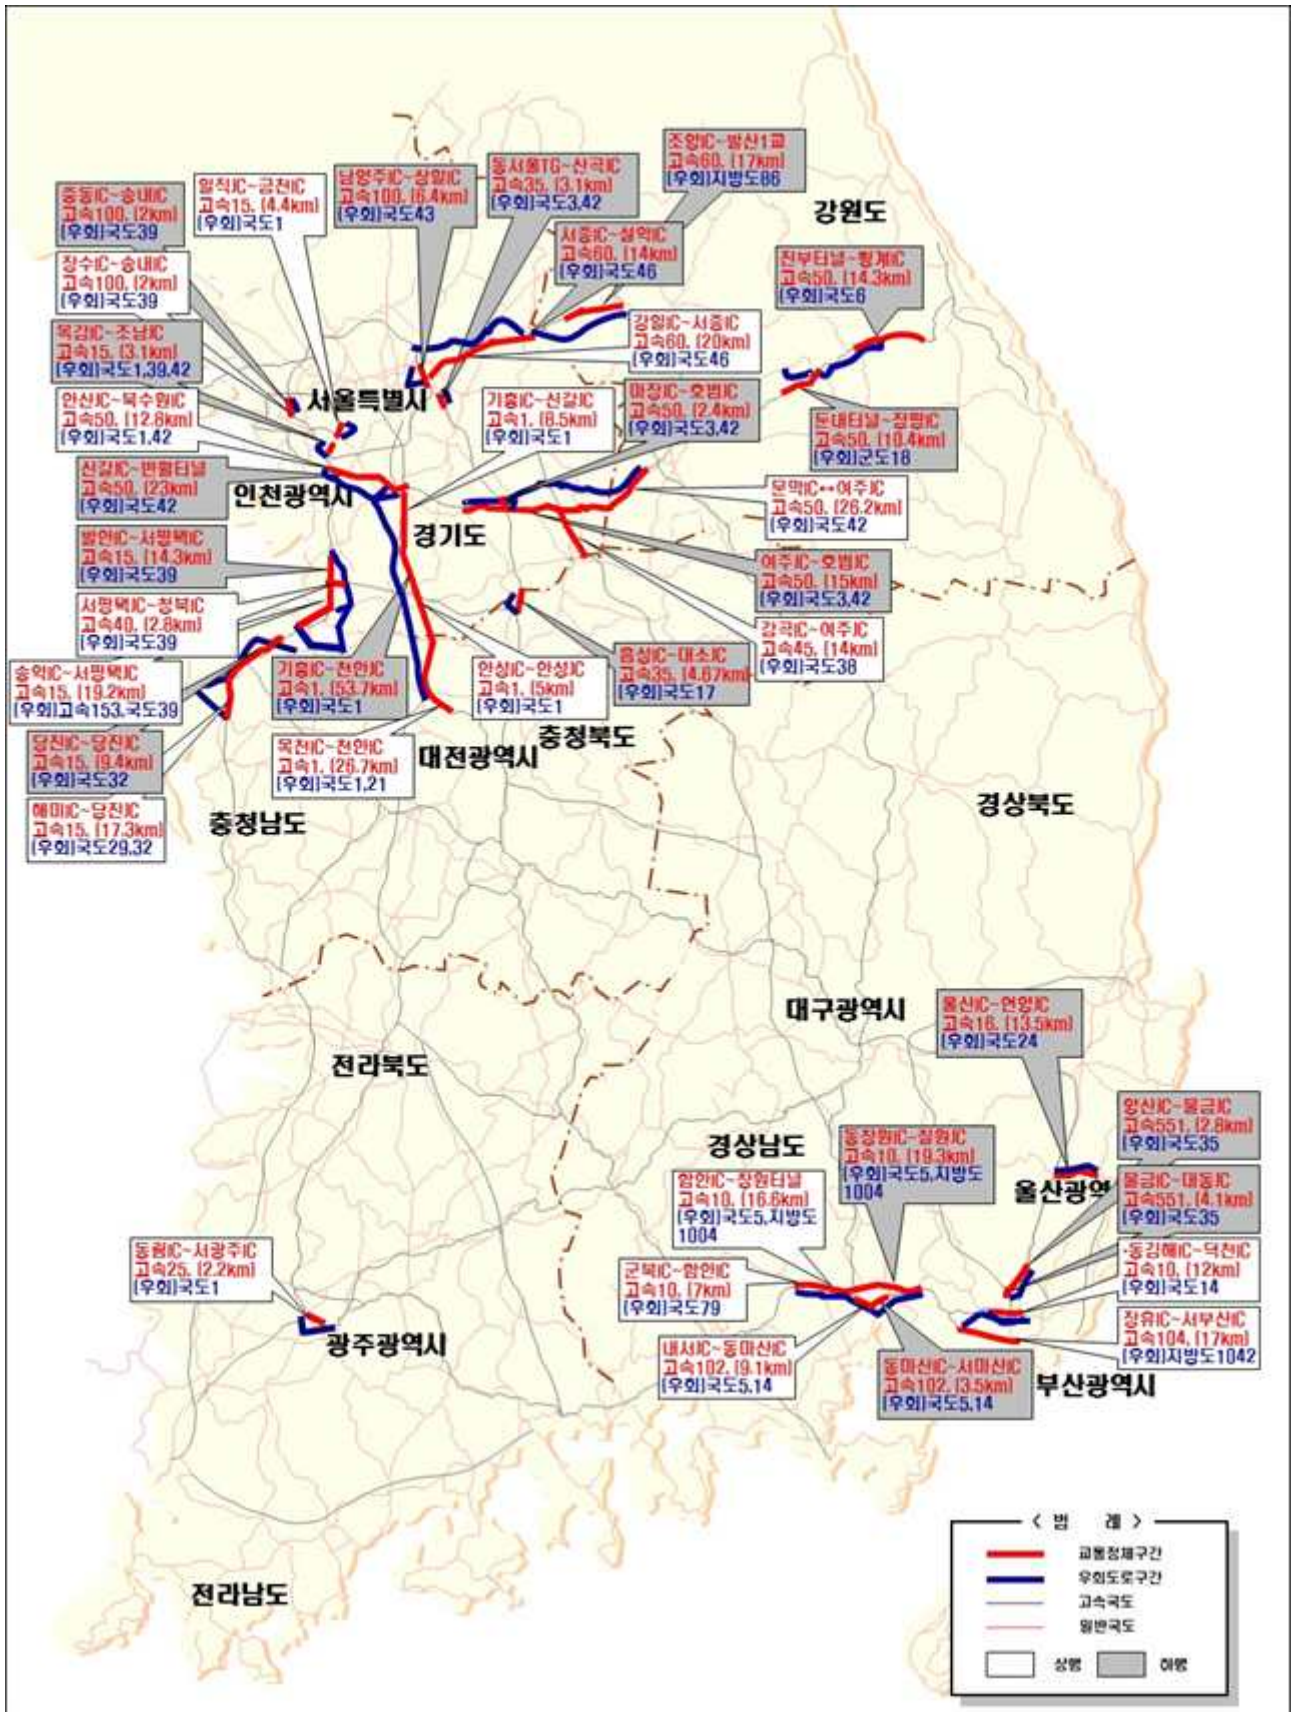 조양IC~발산1교
고속60. (17km)
(우회)지방도86
동서울TG~산곡IC
고속35. (3.1km)
(우회)국도3,42
남양주IC~상일IC
고속100. (6.4km)
(우회)국도43
일직IC~금천IC
고속15. (4.4km)
(우회)국도1
중동IC~송내IC
고속100. (2km)
(우회)국도39
강원도
서종IC~설악IC
고속60. (14km)
(우회)국도46
진부터널~횡계IC
고속50. (14.3km)
(우회)국도6
장수IC~송내IC
고속100. (2km)
(우회)국도39
강일IC~서종IC
고속60. (20km)
(우회)국도46
목감IC~조남IC
고속15. (3.1km)
(우회)국도1,39,42
서울특별시
안산IC~북수원IC
고속50. (12.8km)
(우회)국도1,42
기흥IC~신갈IC
고속1. (6.5km)
(우회)국도1
마장IC~호법IC
고속50. (2.4km)
(우회)국도3,42
둔내터널~장평IC
고속50. (10.4km)
(우회)군도18
신갈IC~반월터널
고속50. (23km)
(우회)국도42
인천광역시
문막IC↔여주IC
고속50. (26.2km)
(우회)국도42
경기도
발안IC~서평택IC
고속15. (14.3km)
(우회)국도39
여주IC~호법IC
고속50. (15km)
(우회)국도3,42
서평택IC~청북IC
고속40. (2.8km)
(우회)국도39
감곡IC~여주IC
고속45. (14km)
(우회)국도38
송악IC~서평택IC
고속15. (19.2km)
(우회)고속153,국도39
기흥IC~천안IC
고속1. (53.7km)
(우회)국도1
안성IC~안성JC
고속1. (5km)
(우회)국도1
음성IC~대소IC
고속35. (4.67km)
(우회)국도17
당진IC~당진JC
고속15. (9.4km)
(우회)국도32
목천IC~천안IC
고속1. (26.7km)
(우회)국도1,21
대전광역시
충청북도
해미IC~당진IC
고속15. (17.3km)
(우회)국도29,32
충청남도
경상북도
대구광역시
울산IC~언양IC
고속16. (13.5km)
(우회)국도24
전라북도
양산IC~물금IC
고속551. (2.8km)
(우회)국도35
경상남도
동창원IC~칠원IC
고속10. (19.3km)
(우회)국도5,지방도
1004
함안IC~창원터널
고속10. (16.6km)
(우회)국도5,지방도
1004
울산광역
물금IC~대동IC
고속551. (4.1km)
(우회)국도35
동림IC~서광주IC
고속25. (2.2km)
(우회)국도1
군북IC~함안IC
고속10. (7km)
(우회)국도79
동김해IC~덕천IC
고속10. (12km)
(우회)국도14
광주광역시
내서IC~동마산IC
고속102. (9.1km)
(우회)국도5,14
동마산IC~서마산IC
고속102. (3.5km)
(우회)국도5,14
장유IC~서부산IC
고속104. (17km)
(우회)지방도1042
부산광역시
전라남도
< 범 례 >
교통정체구간
우회도로구간
고속국도
일반국도
상행 하행